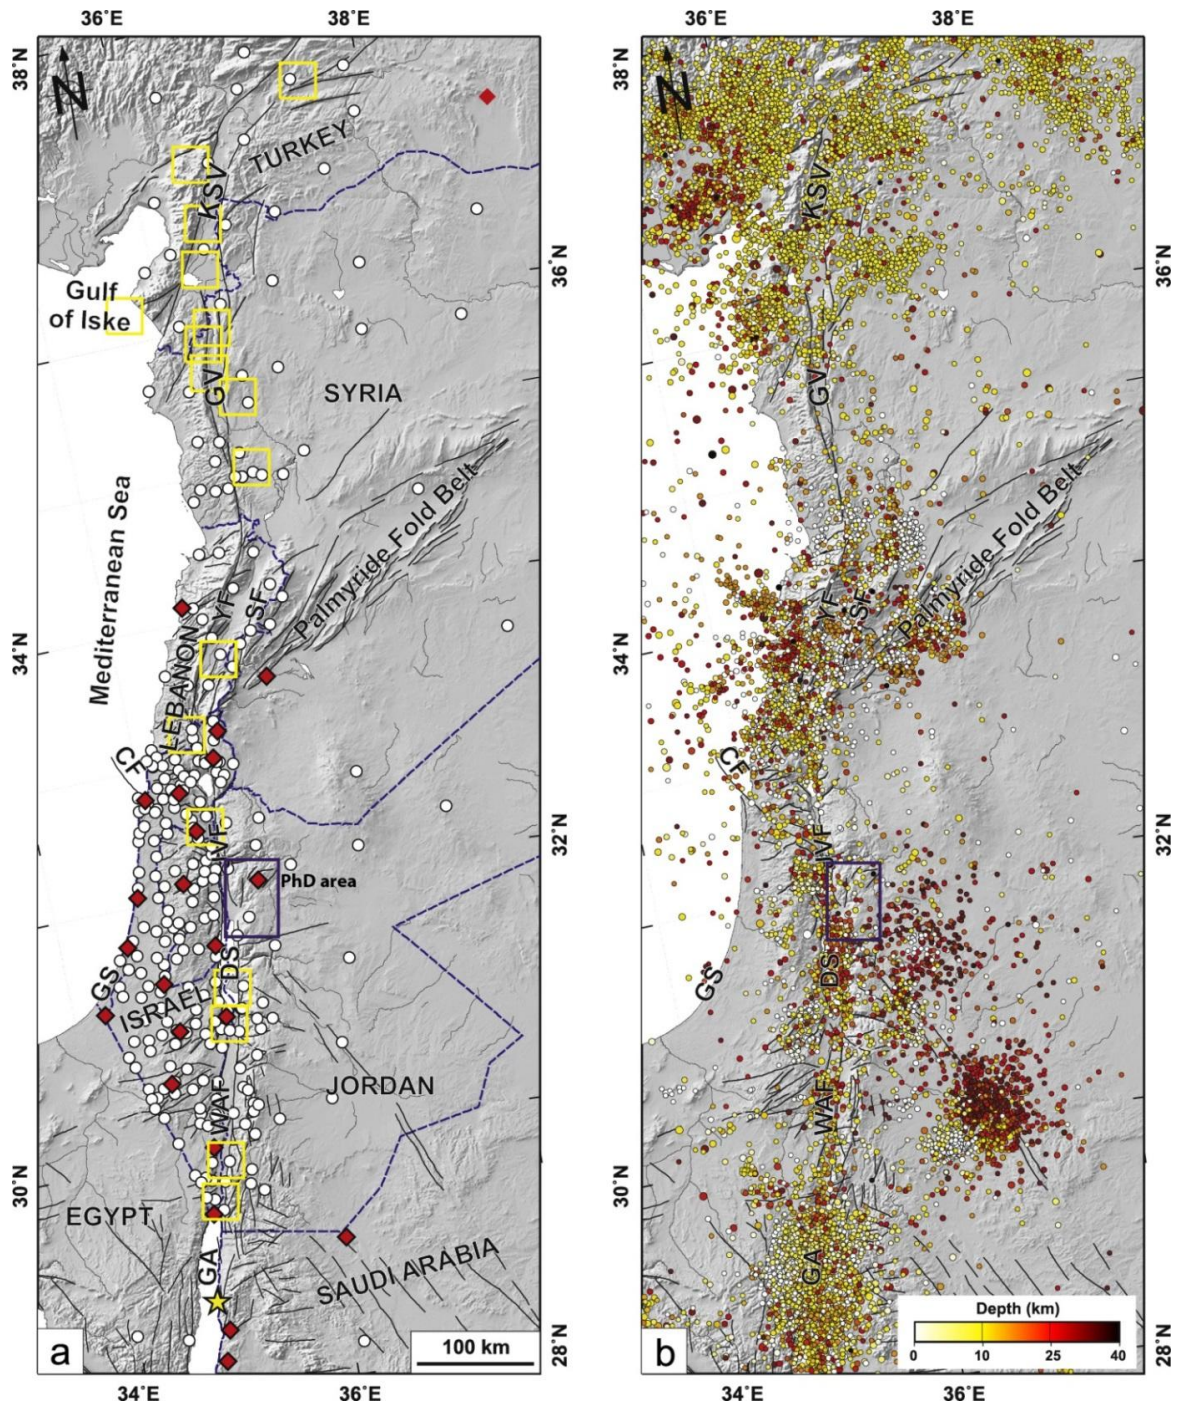 36°E
38°E
38°N
N
TURKEY
KSV
Gulf
of Iske
36°N
GV
SYRIA
Mediterranean Sea
Palmyride Fold Belt
YF
SF
LEBANON
34°N
CF
JVF
32°N
PhD area
DS
GS
ISRAEL
WAF
JORDAN
30°N
EGYPT
GA
SAUDI ARABIA
100 km
28°N
a
34°E
36°E
36°E
38°E
38°N
N
KSV
36°N
GV
Palmyride Fold Belt
YF
SF
34°N
CF
JVF
32°N
DS
GS
WAF
30°N
GA
Depth (km)
0 10 25 40
28°N
b
34°E
36°E